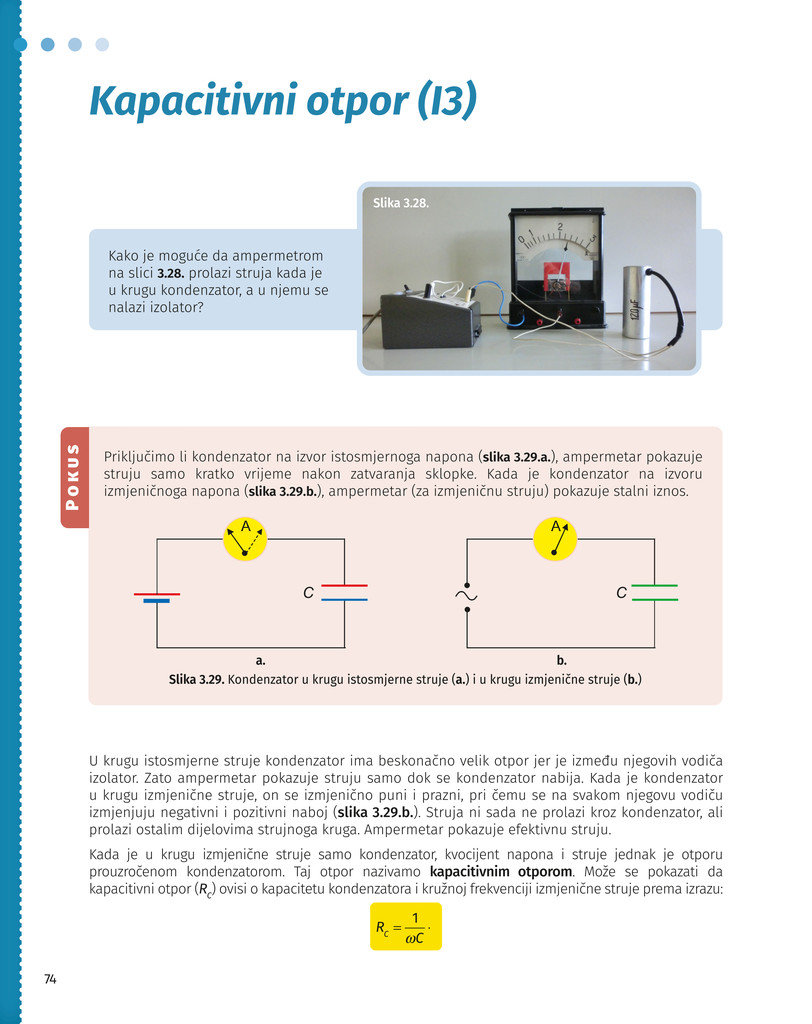 Kapacitivni otpor (I3)
Slika 3.28.
Kako je moguće da ampermetrom
na slici 3.28. prolazi struja kada je
u krugu kondenzator, a u njemu se
nalazi izolator?
0 1 2
120 µF
POKUS
Priključimo li kondenzator na izvor istosmjernoga napona (slika 3.29.a.), ampermetar pokazuje
struju samo kratko vrijeme nakon zatvaranja sklopke. Kada je kondenzator na izvoru
izmjeničnoga napona (slika 3.29.b.), ampermetar (za izmjeničnu struju) pokazuje stalni iznos.
A
C
A
C
a.
b.
Slika 3.29. Kondenzator u krugu istosmjerne struje (a.) i u krugu izmjenične struje (b.)
U krugu istosmjerne struje kondenzator ima beskonačno velik otpor jer je između njegovih vodiča
izolator. Zato ampermetar pokazuje struju samo dok se kondenzator nabija. Kada je kondenzator
u krugu izmjenične struje, on se izmjenično puni i prazni, pri čemu se na svakom njegovu vodiču
izmjenjuju negativni i pozitivni naboj (slika 3.29.b.). Struja ni sada ne prolazi kroz kondenzator, ali
prolazi ostalim dijelovima strujnoga kruga. Ampermetar pokazuje efektivnu struju.
Kada je u krugu izmjenične struje samo kondenzator, kvocijent napona i struje jednak je otporu
prouzročenom kondenzatorom. Taj otpor nazivamo kapacitivnim otporom. Može se pokazati da
kapacitivni otpor (R_C) ovisi o kapacitetu kondenzatora i kružnoj frekvenciji izmjenične struje prema izrazu:
R_C = 1/ωC.
74